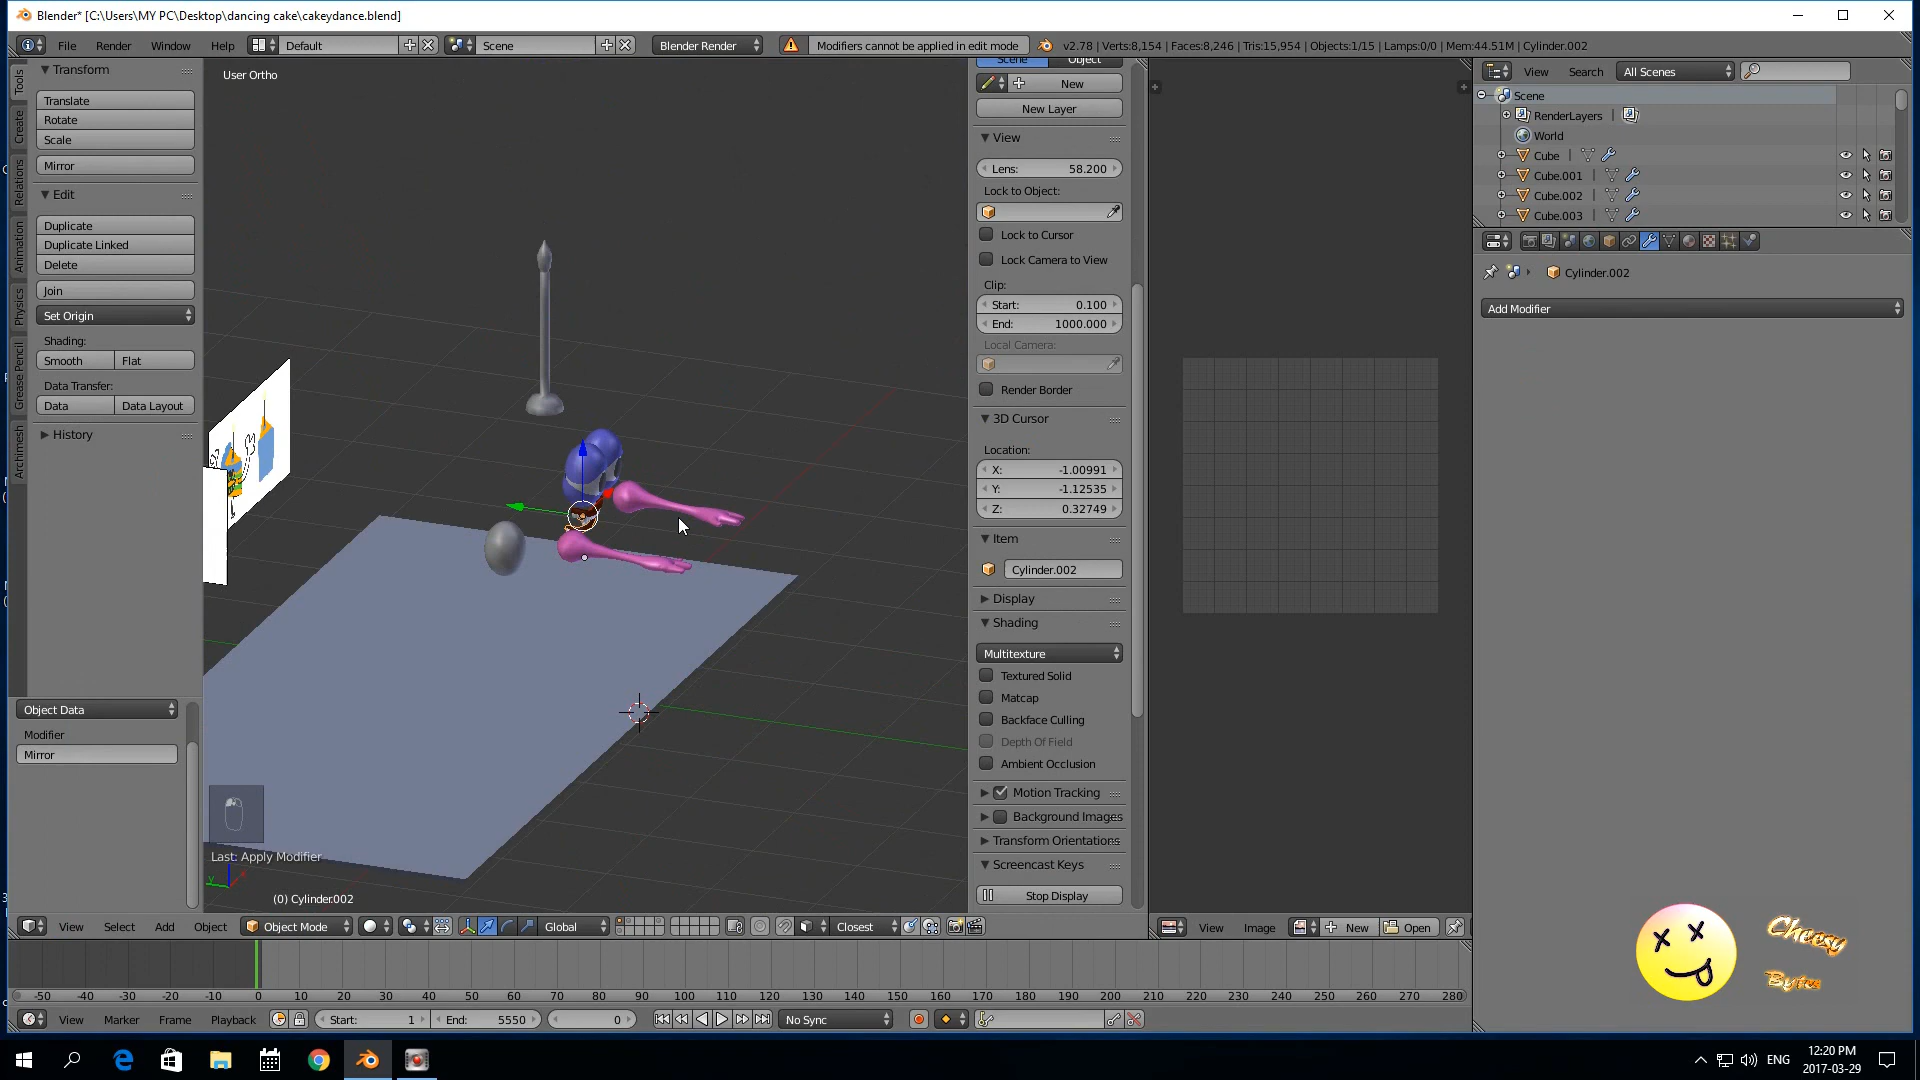 Blender* [C:\Users\MY PC\Desktop\dancing cake\cakeydance.blend]
File Render Window Help Default Scene Blender Render Modifiers cannot be applied in edit mode v2.78 | Verts:8,154 | Faces:8,246 | Tris:15,954 | Objects:1/15 | Lamps:0/0 | Mem:44.51M | Cylinder.002
Tools
Create
Relations
Animation
Physics
Grease Pencil
Archimesh
Transform
Translate
Rotate
Scale
Mirror
Edit
Duplicate
Duplicate Linked
Delete
Join
Set Origin
Shading:
Smooth Flat
Data Transfer:
Data Data Layout
History
Object Data
Modifier
Mirror
User Ortho
Last: Apply Modifier
(0) Cylinder.002
Scene Object
New
New Layer
View
Lens: 58.200
Lock to Object:
Lock to Cursor
Lock Camera to View
Clip:
Start: 0.100
End: 1000.000
Local Camera:
Render Border
3D Cursor
Location:
X: -1.00991
Y: -1.12535
Z: 0.32749
Item
Cylinder.002
Display
Shading
Multitexture
Textured Solid
Matcap
Backface Culling
Depth Of Field
Ambient Occlusion
Motion Tracking
Background Images
Transform Orientations
Screencast Keys
Stop Display
View Search All Scenes
Scene
RenderLayers |
World
Cube |
Cube.001 |
Cube.002 |
Cube.003 |
Cylinder.002
Add Modifier
View Select Add Object Object Mode Global Closest
View Image New Open
-50 -40 -30 -20 -10 0 10 20 30 40 50 60 70 80 90 100 110 120 130 140 150 160 170 180 190 200 210 220 230 240 250 260 270 280
View Marker Frame Playback Start: 1 End: 5550 0 No Sync
Cheesy
Bytes
ENG
12:20 PM
2017-03-29